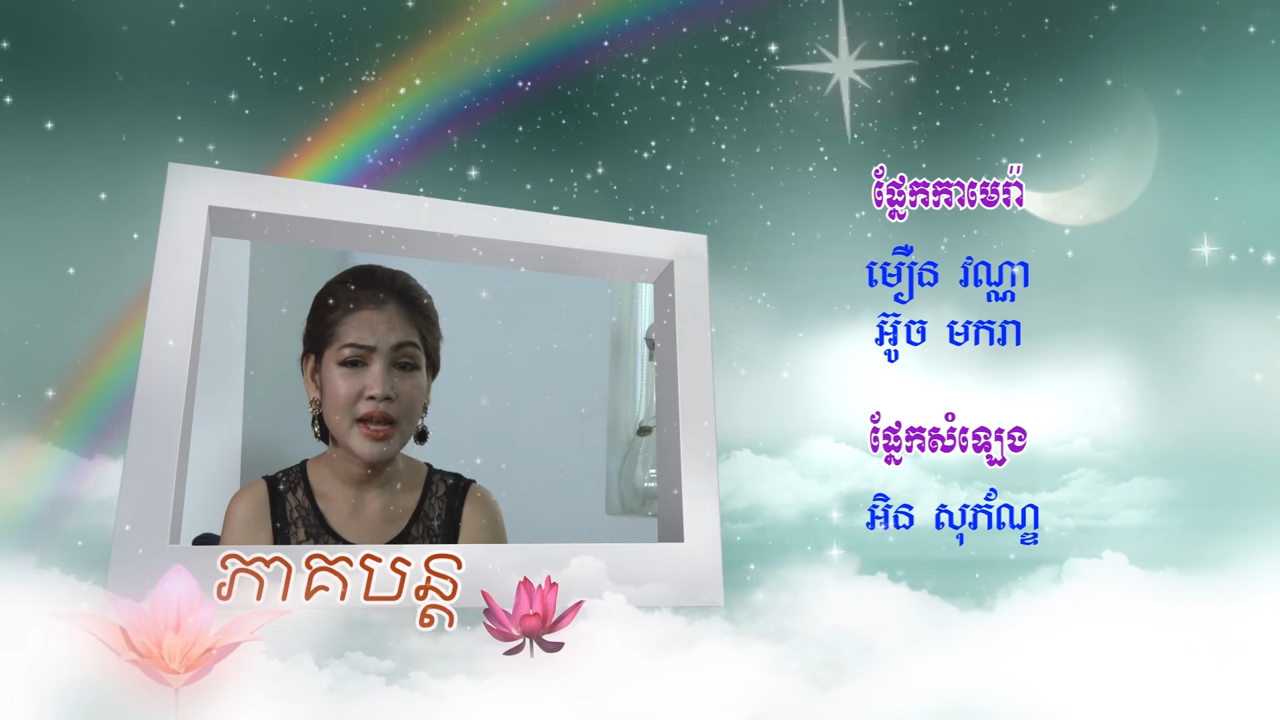 ផ្នែកកាមេរ៉ា
មឿន វណ្ណា
អ៊ូច មករា
ផ្នែកសំឡេង
អិន សុភ័ណ្ឌ
ភាគបន្ត